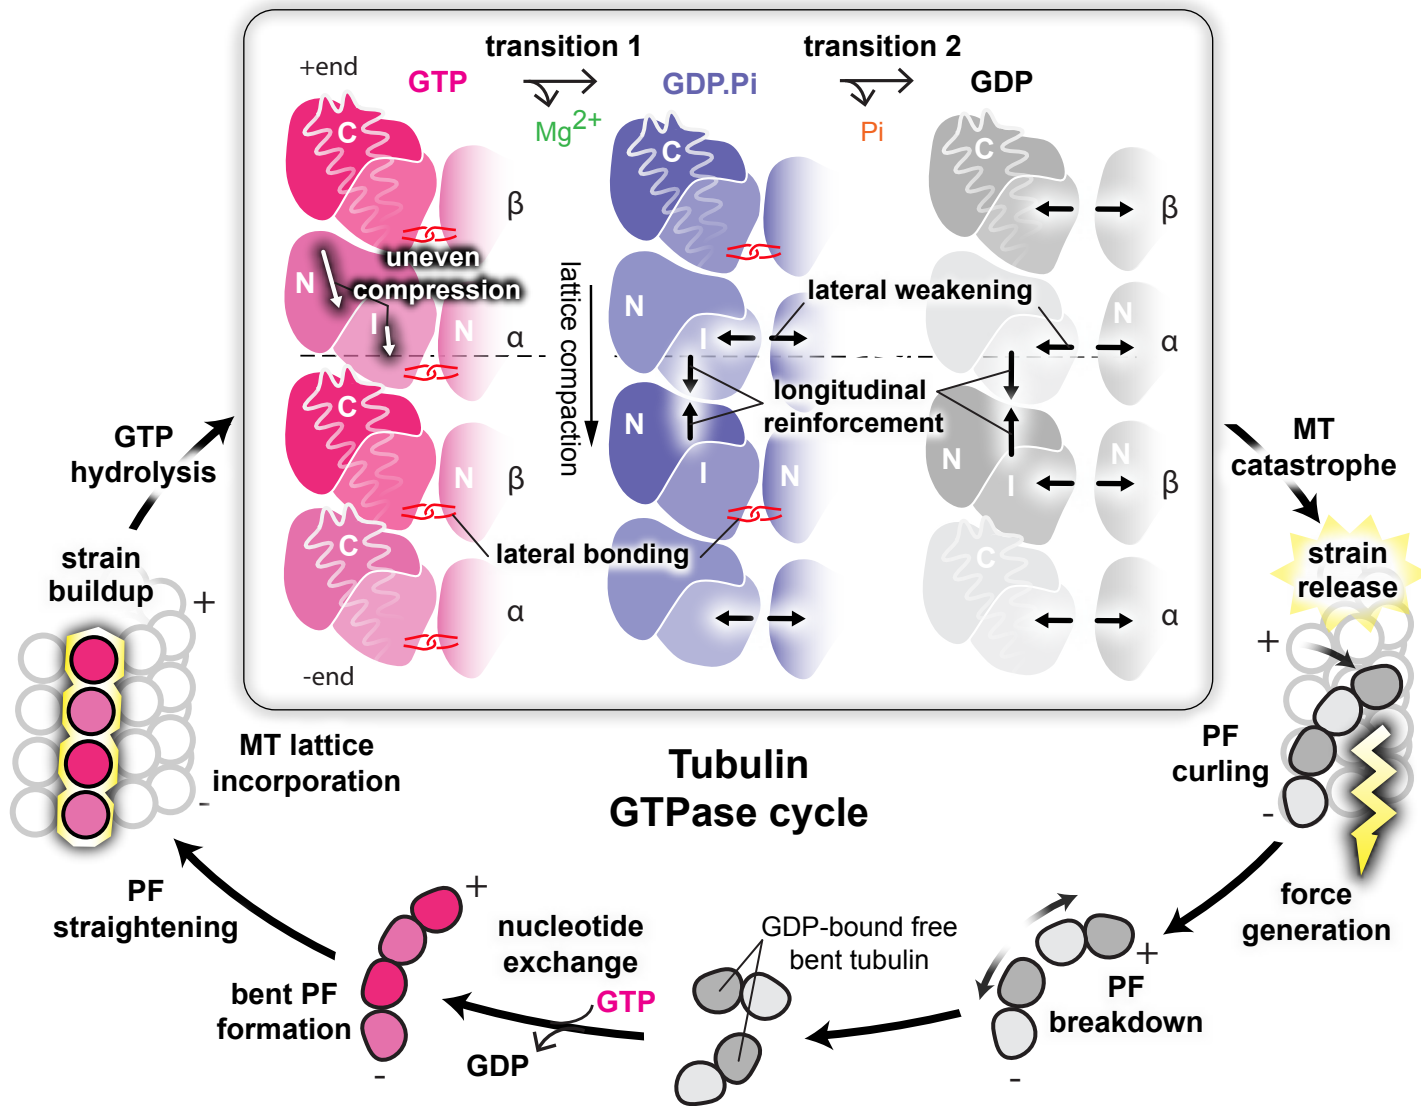 transition 1
transition 2
+end
GTP
GDP.Pi
GDP
Mg2+
Pi
C
C
C
β
β
uneven
compression
lattice compaction
lateral weakening
N
I
N
α
N
I
N
α
longitudinal
reinforcement
C
N
N
β
N
I
N
N
I
N
β
lateral bonding
C
C
α
α
-end
GTP
hydrolysis
MT
catastrophe
strain
buildup
+
-
strain
release
+
-
MT lattice
incorporation
Tubulin
GTPase cycle
PF
curling
PF
straightening
force
generation
nucleotide
exchange
GTP
GDP
GDP-bound free
bent tubulin
+
-
bent PF
formation
+
-
PF
breakdown